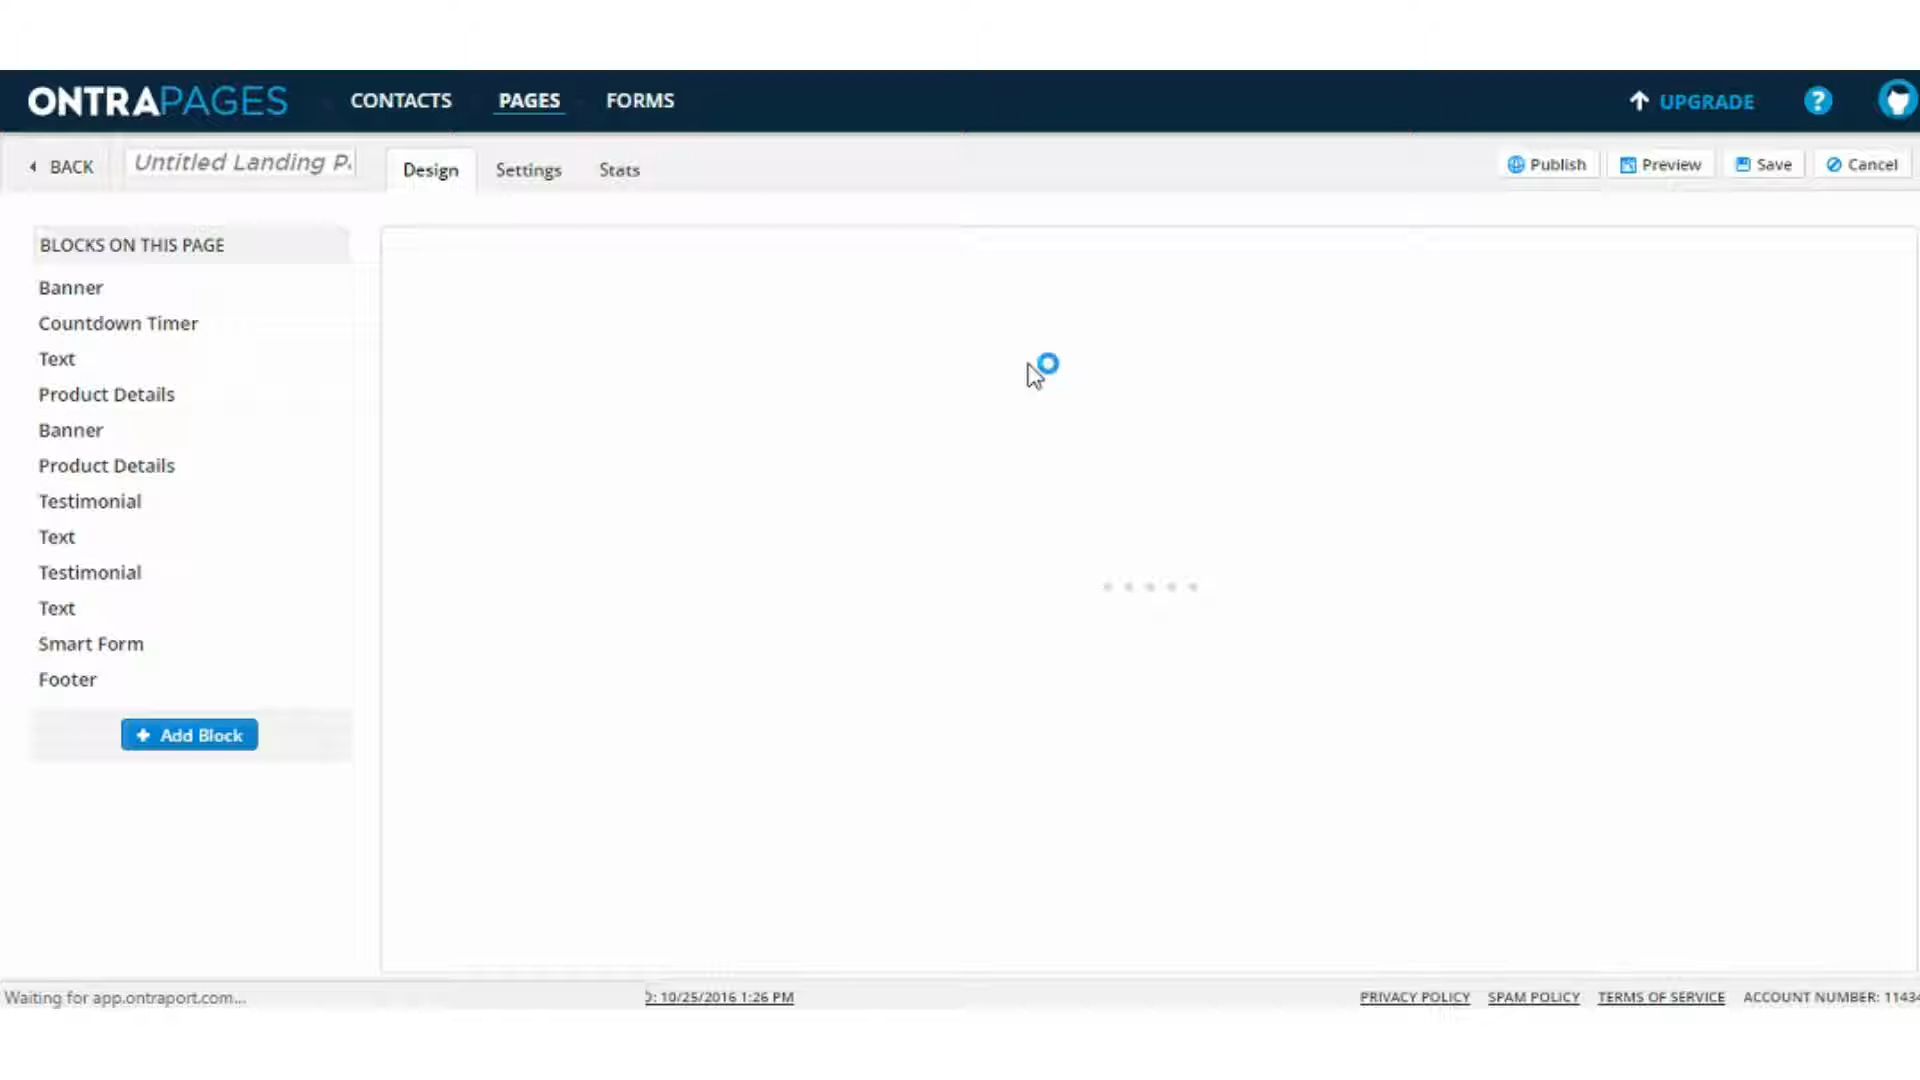 ONTRAPAGES CONTACTS PAGES FORMS UPGRADE ?
BACK Untitled Landing Design Settings Stats Publish Preview Save Cancel
BLOCKS ON THIS PAGE
Banner
Countdown Timer
Text
Product Details
Banner
Product Details
Testimonial
Text
Testimonial
Text
Smart Form
Footer
+ Add Block
Waiting for app.ontraport.com... : 10/25/2016 1:26 PM PRIVACY POLICY SPAM POLICY TERMS OF SERVICE ACCOUNT NUMBER: 1143